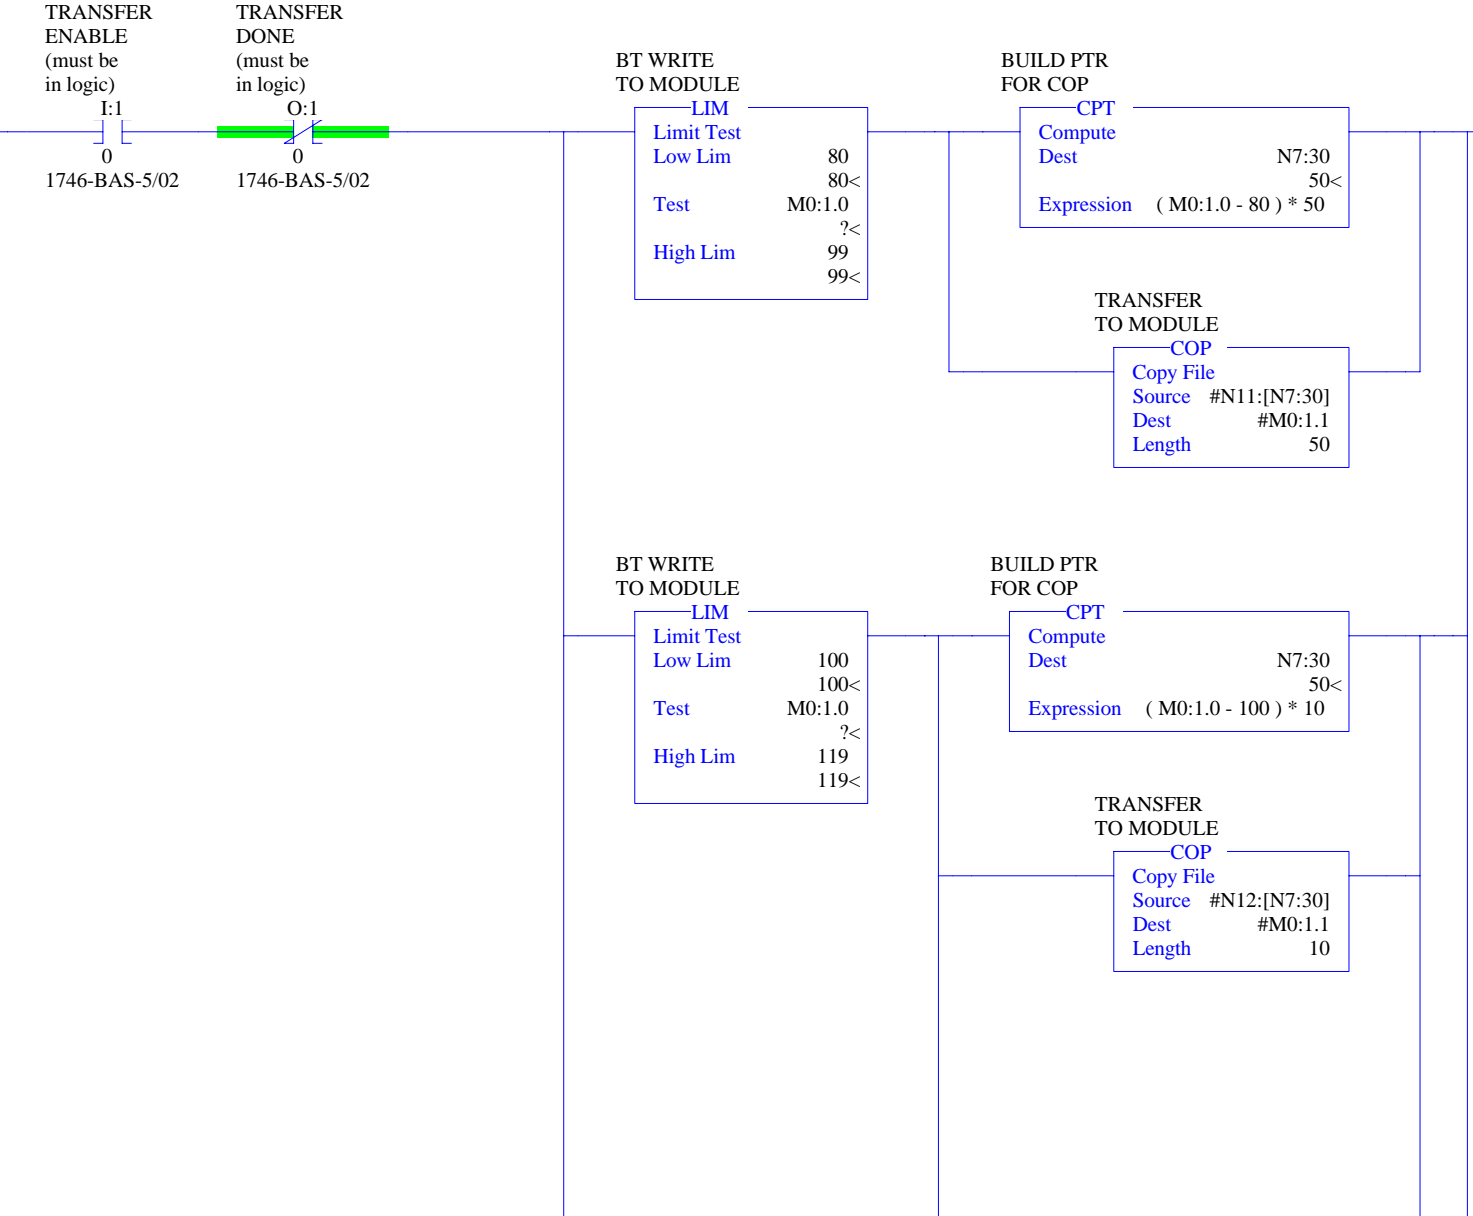 TRANSFER
ENABLE
(must be
in logic)
I:1
0
1746-BAS-5/02
TRANSFER
DONE
(must be
in logic)
O:1
0
1746-BAS-5/02
BT WRITE
TO MODULE
LIM
Limit Test
Low Lim 80
80<
Test M0:1.0
?<
High Lim 99
99<
BUILD PTR
FOR COP
CPT
Compute
Dest N7:30
50<
Expression ( M0:1.0 - 80 ) * 50
TRANSFER
TO MODULE
COP
Copy File
Source #N11:[N7:30]
Dest #M0:1.1
Length 50
BT WRITE
TO MODULE
LIM
Limit Test
Low Lim 100
100<
Test M0:1.0
?<
High Lim 119
119<
BUILD PTR
FOR COP
CPT
Compute
Dest N7:30
50<
Expression ( M0:1.0 - 100 ) * 10
TRANSFER
TO MODULE
COP
Copy File
Source #N12:[N7:30]
Dest #M0:1.1
Length 10